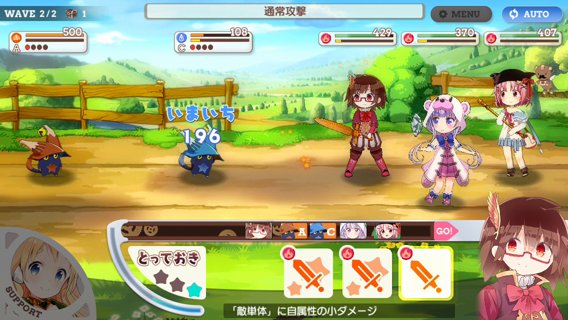 WAVE 2/2 1
通常攻撃
MENU
AUTO
500
A
108
C
429
370
407
いまいち
196
A C GO!
とっておき
SUPPORT
「敵単体」に自属性の小ダメージ